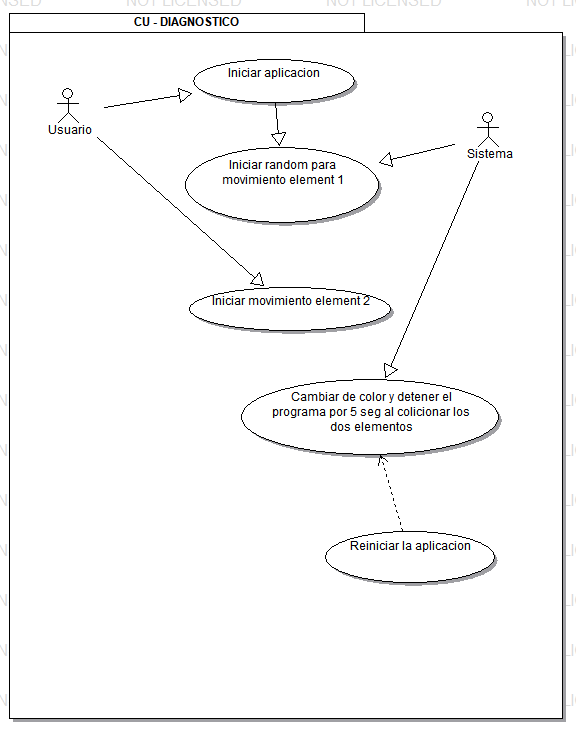 NOT LICENSED
NOT LICENSED
NOT LICENSED
CU - DIAGNOSTICO
Iniciar aplicacion
Usuario
Sistema
Iniciar random para
movimiento element 1
Iniciar movimiento element 2
Cambiar de color y detener el
programa por 5 seg al colicionar los
dos elementos
Reiniciar la aplicacion